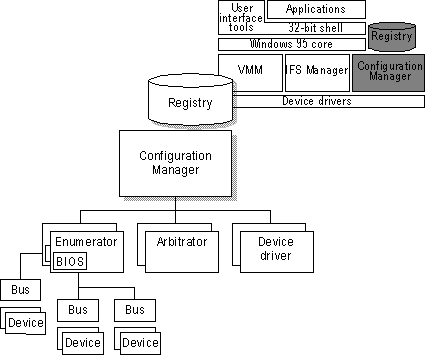 User
interface
tools
Applications
32-bit shell
Windows 95 core
Registry
VMM
IFS Manager
Configuration
Manager
Device drivers
Registry
Configuration
Manager
Enumerator
BIOS
Arbitrator
Device
driver
Bus
Device
Bus
Device
Bus
Device